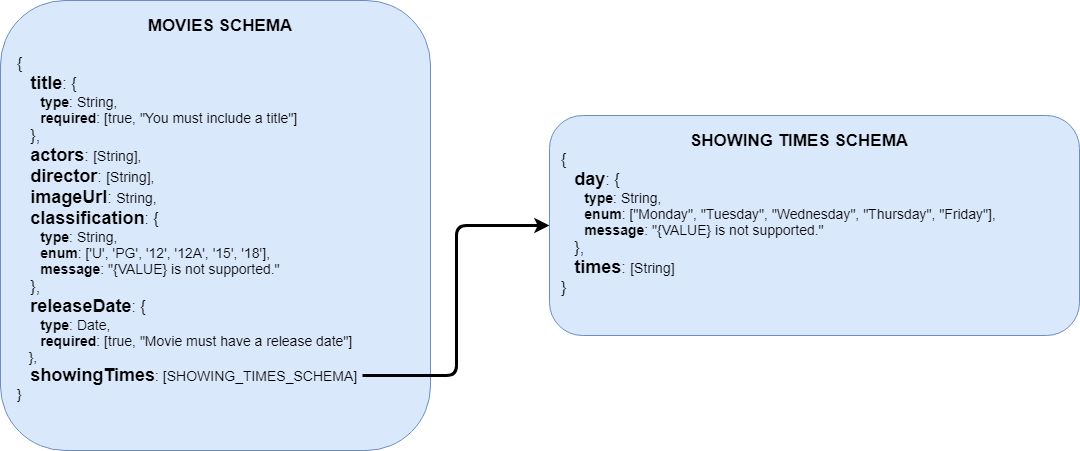 MOVIES SCHEMA
{
title: {
type: String,
required: [true, "You must include a title"]
},
actors: [String],
director: [String],
imageUrl: String,
classification: {
type: String,
enum: ['U', 'PG', '12', '12A', '15', '18'],
message: "{VALUE} is not supported."
},
releaseDate: {
type: Date,
required: [true, "Movie must have a release date"]
},
showingTimes: [SHOWING_TIMES_SCHEMA]
}
SHOWING TIMES SCHEMA
{
day: {
type: String,
enum: ["Monday", "Tuesday", "Wednesday", "Thursday", "Friday"],
message: "{VALUE} is not supported."
},
times: [String]
}